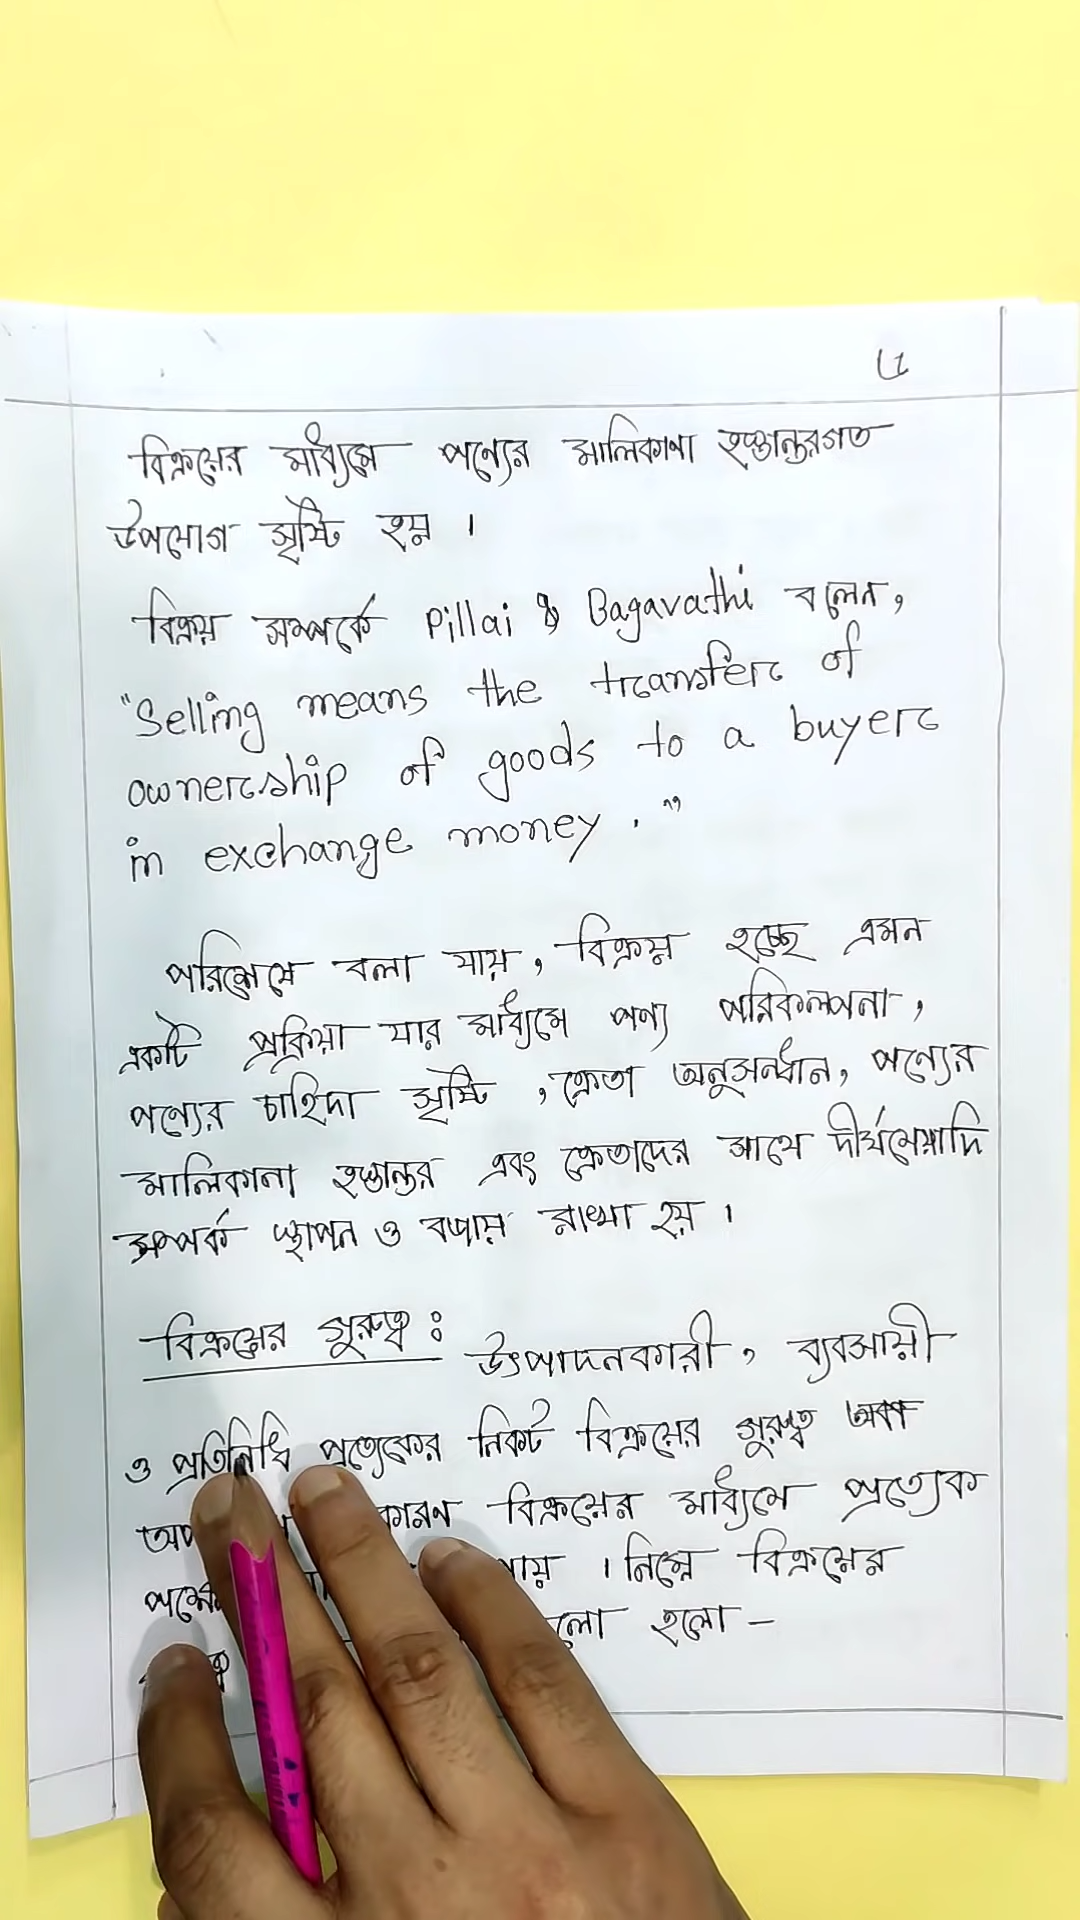 বিক্রয়ের মাধ্যমে পণ্যের মালিকানা হস্তান্তরগত
উপযোগ সৃষ্টি হয় ।
বিক্রয় সম্পর্কে Pillai & Bagavathi বলেন,
"Selling means the transfer of
ownership of goods to a buyer
in exchange money."
পরিশেষে বলা যায়, বিক্রয় হচ্ছে এমন
একটি প্রক্রিয়া যার মাধ্যমে পণ্য পরিকল্পনা,
পণ্যের চাহিদা সৃষ্টি, ক্রেতা অনুসন্ধান, পণ্যের
মালিকানা হস্তান্তর এবং ক্রেতাদের সাথে দীর্ঘমেয়াদি
সম্পর্ক স্থাপন ও বজায় রাখা হয় ।
বিক্রয়ের গুরুত্ব : উৎপাদনকারী, ব্যবসায়ী
ও প্রতিনিধি প্রত্যেকের নিকট বিক্রয়ের গুরুত্ব
কারণ বিক্রয়ের মাধ্যমে প্রত্যেক
। নিম্নে বিক্রয়ের
হলো –